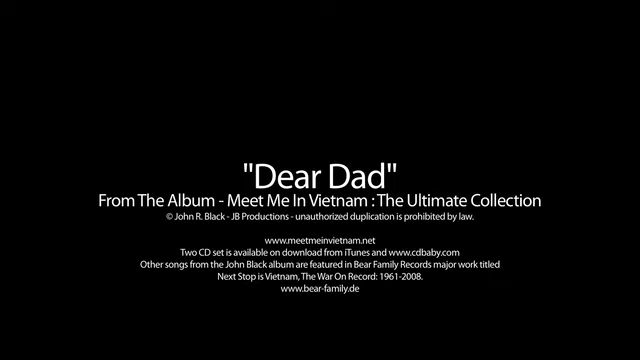 "Dear Dad"
From The Album - Meet Me In Vietnam : The Ultimate Collection
© John R. Black - JB Productions - unauthorized duplication is prohibited by law.
www.meetmeinvietnam.net
Two CD set is available on download from iTunes and www.cdbaby.com
Other songs from the John Black album are featured in Bear Family Records major work titled
Next Stop is Vietnam, The War On Record: 1961-2008.
www.bear-family.de